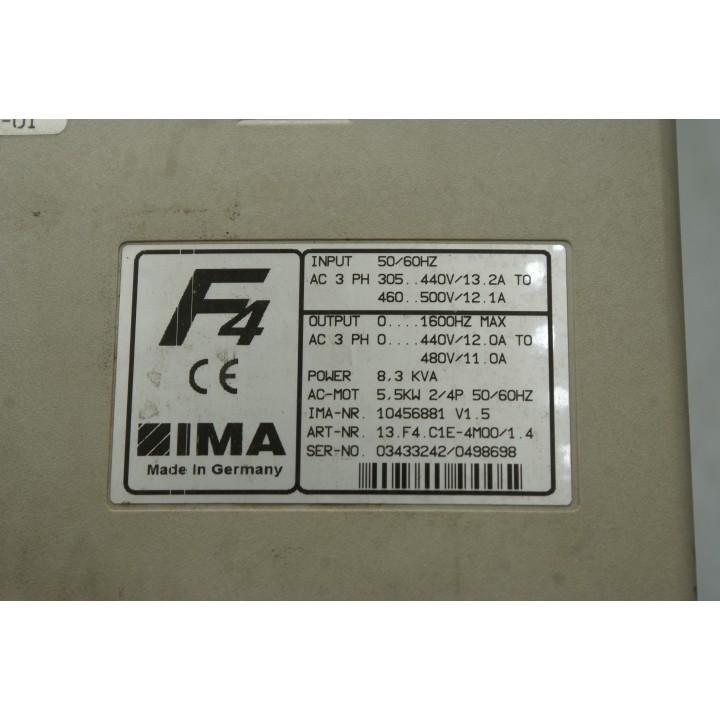 -01
F4
CE
IMA
Made In Germany
INPUT 50/60HZ
AC 3 PH 305..440V/13.2A TO
460..500V/12.1A
OUTPUT 0....1600HZ MAX
AC 3 PH 0....440V/12.0A TO
480V/11.0A
POWER 8,3 KVA
AC-MOT 5,5KW 2/4P 50/60HZ
IMA-NR. 10456881 V1.5
ART-NR. 13.F4.C1E-4M00/1.4
SER-NO. 03433242/0498698